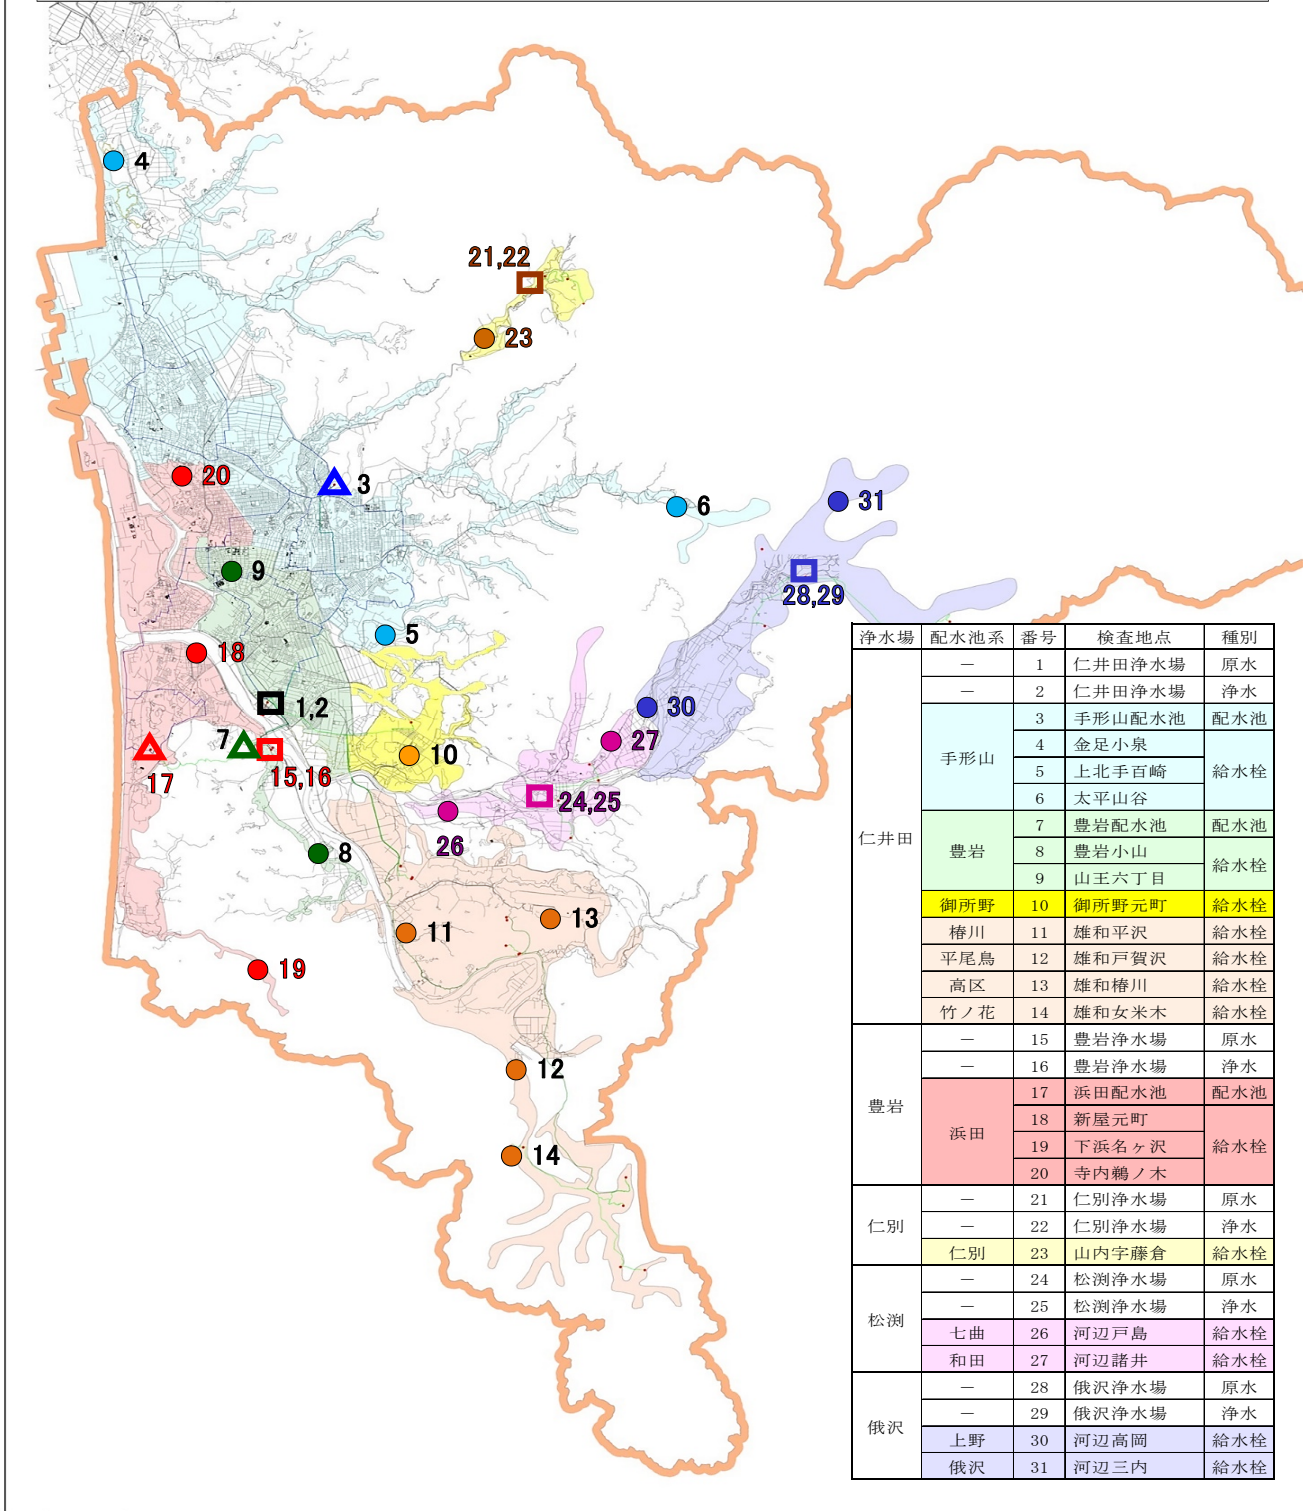 4
21,22
23
20
3
6
31
9
28,29
5
18
30
1,2
27
7
10
17
15,16
24,25
26
8
11
13
19
12
14
浄水場 配水池系 番号 検査地点 種別
仁井田 － 1 仁井田浄水場 原水
－ 2 仁井田浄水場 浄水
手形山 3 手形山配水池 配水池
4 金足小泉 給水栓
5 上北手百崎
6 太平山谷
豊岩 7 豊岩配水池 配水池
8 豊岩小山 給水栓
9 山王六丁目
御所野 10 御所野元町 給水栓
椿川 11 雄和平沢 給水栓
平尾鳥 12 雄和戸賀沢 給水栓
高区 13 雄和椿川 給水栓
竹ノ花 14 雄和女米木 給水栓
豊岩 － 15 豊岩浄水場 原水
－ 16 豊岩浄水場 浄水
浜田 17 浜田配水池 配水池
18 新屋元町 給水栓
19 下浜名ヶ沢
20 寺内鵜ノ木
仁別 － 21 仁別浄水場 原水
－ 22 仁別浄水場 浄水
仁別 23 山内字藤倉 給水栓
松渕 － 24 松渕浄水場 原水
－ 25 松渕浄水場 浄水
七曲 26 河辺戸島 給水栓
和田 27 河辺諸井 給水栓
俄沢 － 28 俄沢浄水場 原水
－ 29 俄沢浄水場 浄水
上野 30 河辺高岡 給水栓
俄沢 31 河辺三内 給水栓